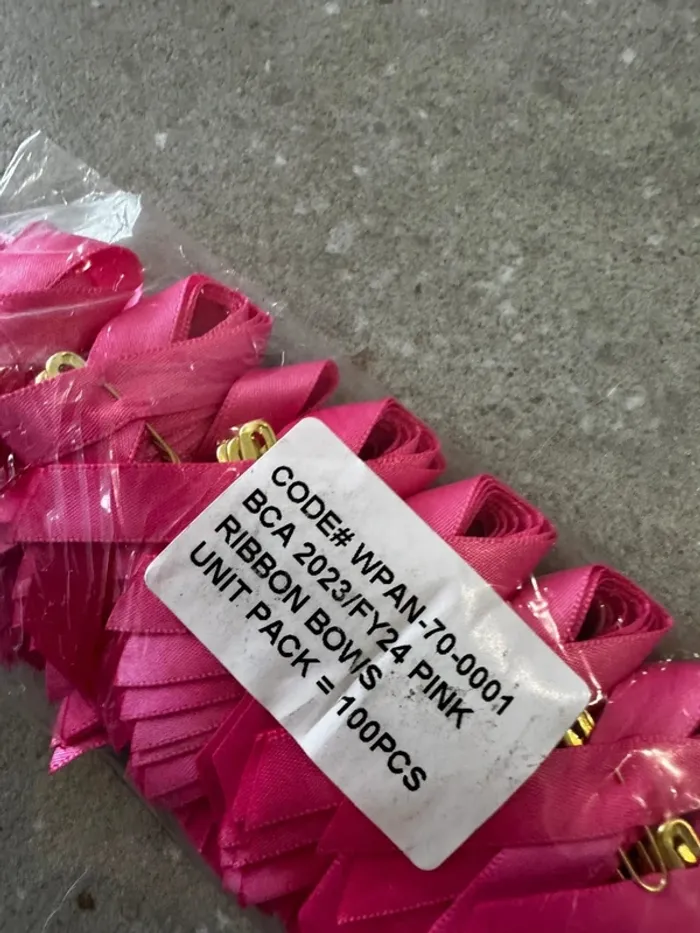 CODE# WPAN-70-0001
BCA 2023/FY24 PINK
RIBBON BOWS
UNIT PACK = 100PCS